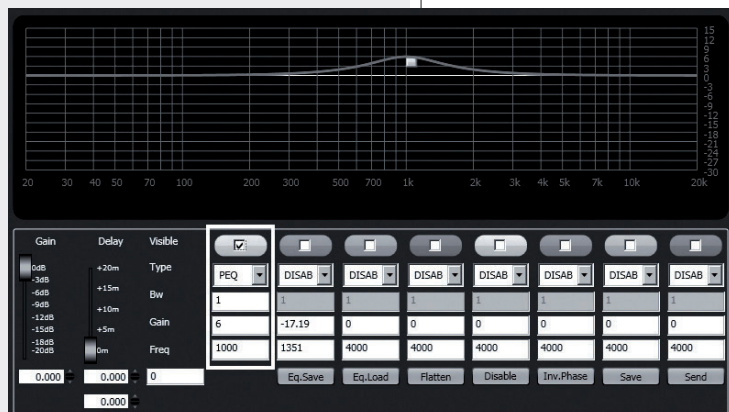 15
12
9
6
3
0
-3
-6
-9
-12
-15
-18
-21
-24
-27
-30
20 30 40 50 70 100 200 300 500 700 1k 2k 3k 4k 5k 7k 10k 20k
Gain Delay Visible
0dB +20m Type PEQ DISAB DISAB DISAB DISAB DISAB DISAB DISAB
-3dB
-6dB +15m
-9dB Bw 1 1 1 1 1 1 1 1
-12dB +10m
-15dB +5m Gain 6 -17.19 0 0 0 0 0 0
-18dB
-20dB 0m Freq 1000 1351 4000 4000 4000 4000 4000 4000
0.000 0.000 0 Eq.Save Eq.Load Flatten Disable Inv.Phase Save Send
0.000